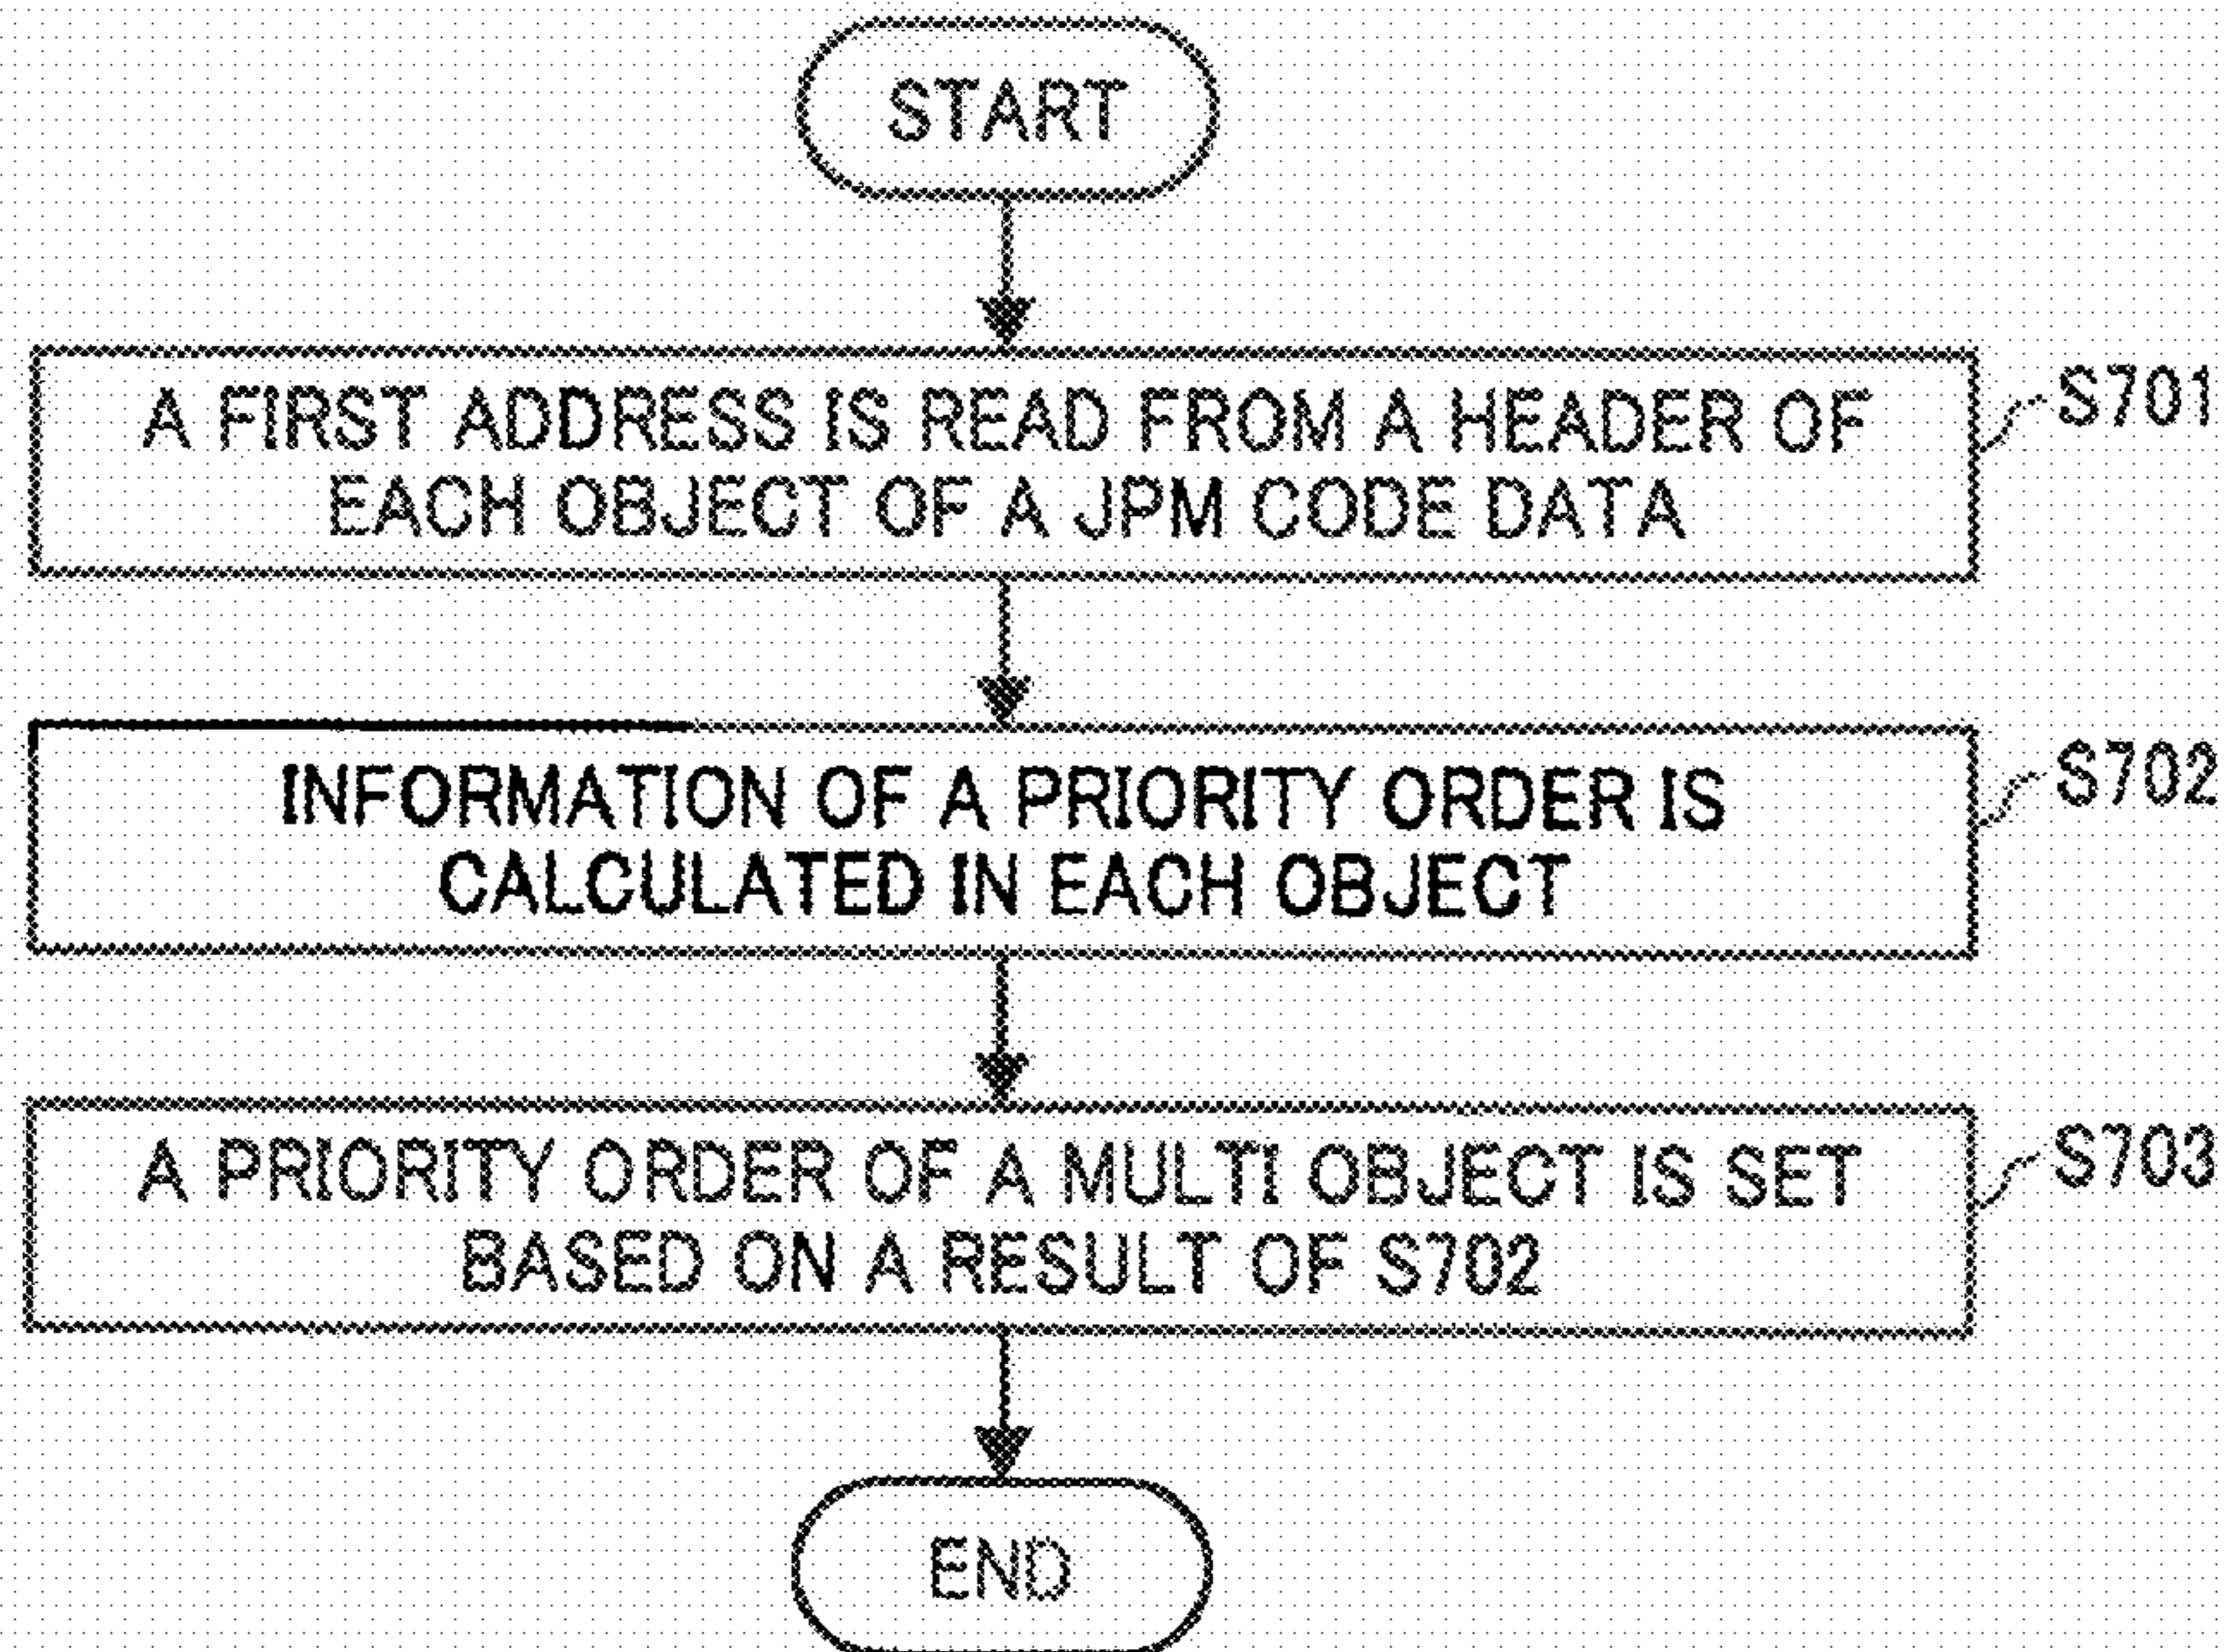 START
A FIRST ADDRESS IS READ FROM A HEADER OF
EACH OBJECT OF A JPM CODE DATA
S701
INFORMATION OF A PRIORITY ORDER IS
CALCULATED IN EACH OBJECT
S702
A PRIORITY ORDER OF A MULTI OBJECT IS SET
BASED ON A RESULT OF S702
S703
END